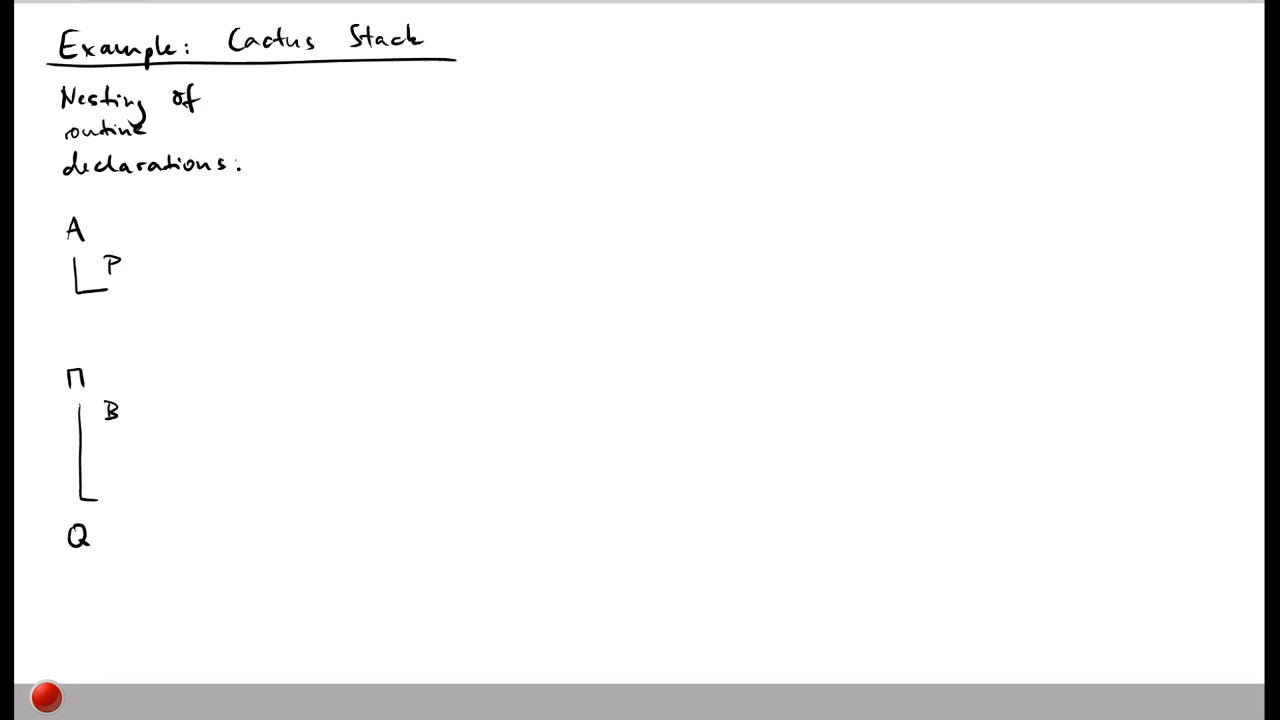 Example: Cactus Stack
Nesting of
routine
declarations:
A
P
П
B
Q